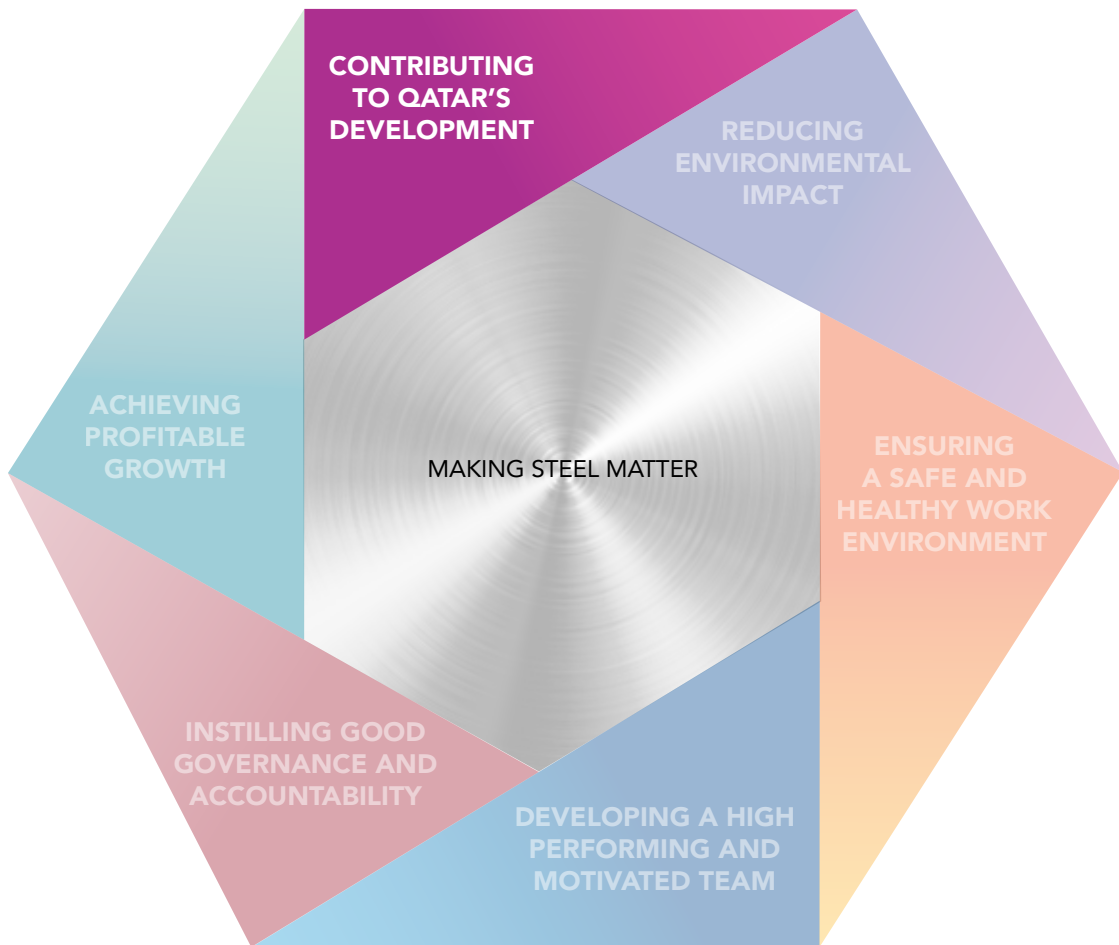 CONTRIBUTING
TO QATAR’S
DEVELOPMENT
REDUCING
ENVIRONMENTAL
IMPACT
ACHIEVING
PROFITABLE
GROWTH
MAKING STEEL MATTER
ENSURING
A SAFE AND
HEALTHY WORK
ENVIRONMENT
INSTILLING GOOD
GOVERNANCE AND
ACCOUNTABILITY
DEVELOPING A HIGH
PERFORMING AND
MOTIVATED TEAM